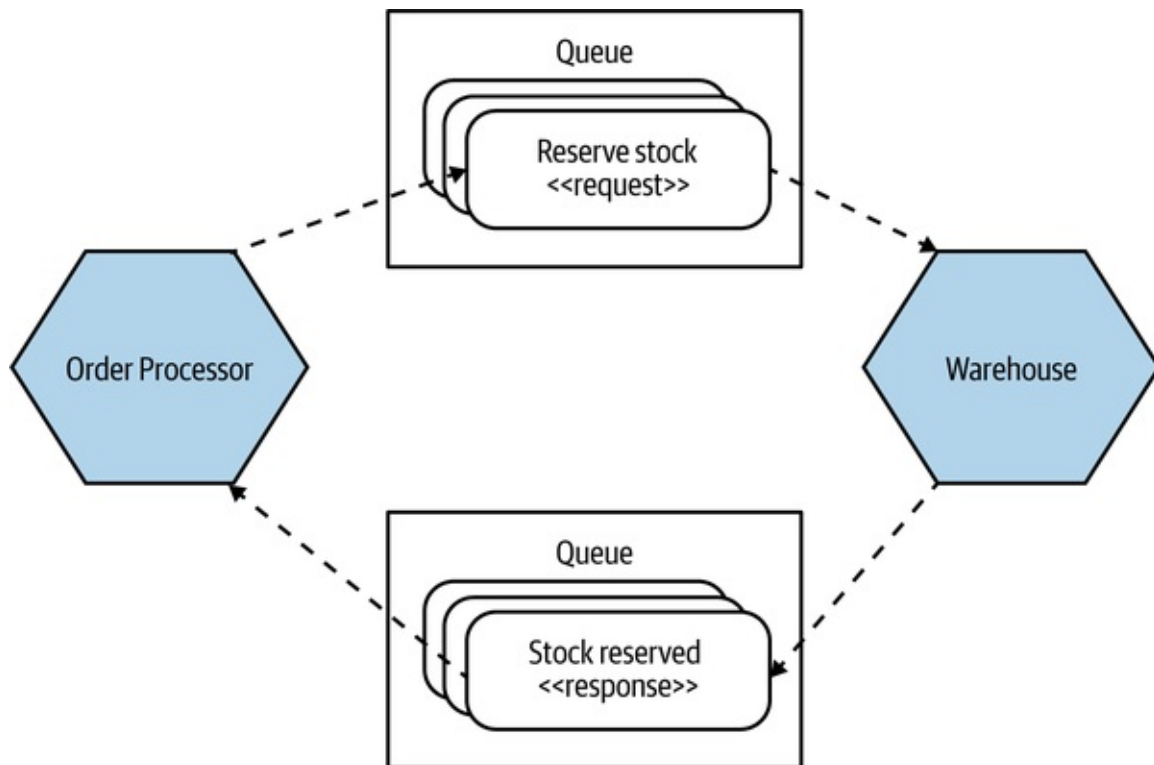 Queue
Reserve stock
<<request>>
Order Processor
Warehouse
Queue
Stock reserved
<<response>>